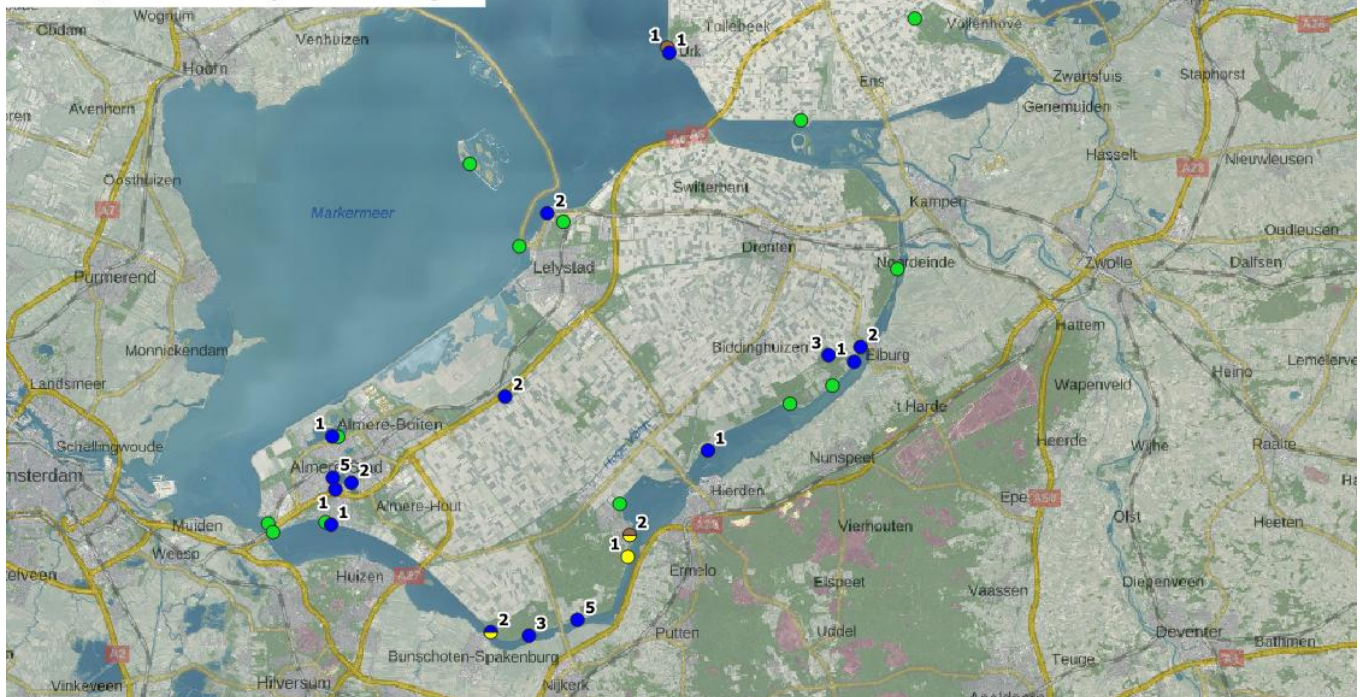 Wognum
Obdam
Venhuizen
Hoorn
Avenhorn
Oosthuizen
A7
Markermeer
Purmerend
Monnickendam
Landsmeer
Schellingwoude
msterdam
Muiden
Weesp
Huizen
A27
A2
Vinkeveen
Hilversum
Bunschoten-Spakenburg
Nijkerk
Putten
Ermelo
A28
Hierden
Nunspeet
Vierhouten
Elspeet
Uddel
Vaassen
Epe
A50
Heerde
Wapenveld
Hattem
't Harde
Elburg
Biddinghuizen
Dronten
Swifterbant
Lelystad
Almere-Buiten
Almere-Stad
Almere-Hout
Hoge Vaart
Noordeinde
Kampen
Zwolle
A6
Urk
Tollebeek
Ens
Vollenhove
Zwartsluis
Genemuiden
Hasselt
Staphorst
A28
Nieuwleusen
Oudleusen
Dalfsen
Lemelerve
Heino
Raalte
Wijhe
Olst
Heeten
Diepenveen
Deventer
Bathmen
A1
Teuge
1
1
2
2
3
1
2
1
1
5
2
1
1
2
1
2
3
5